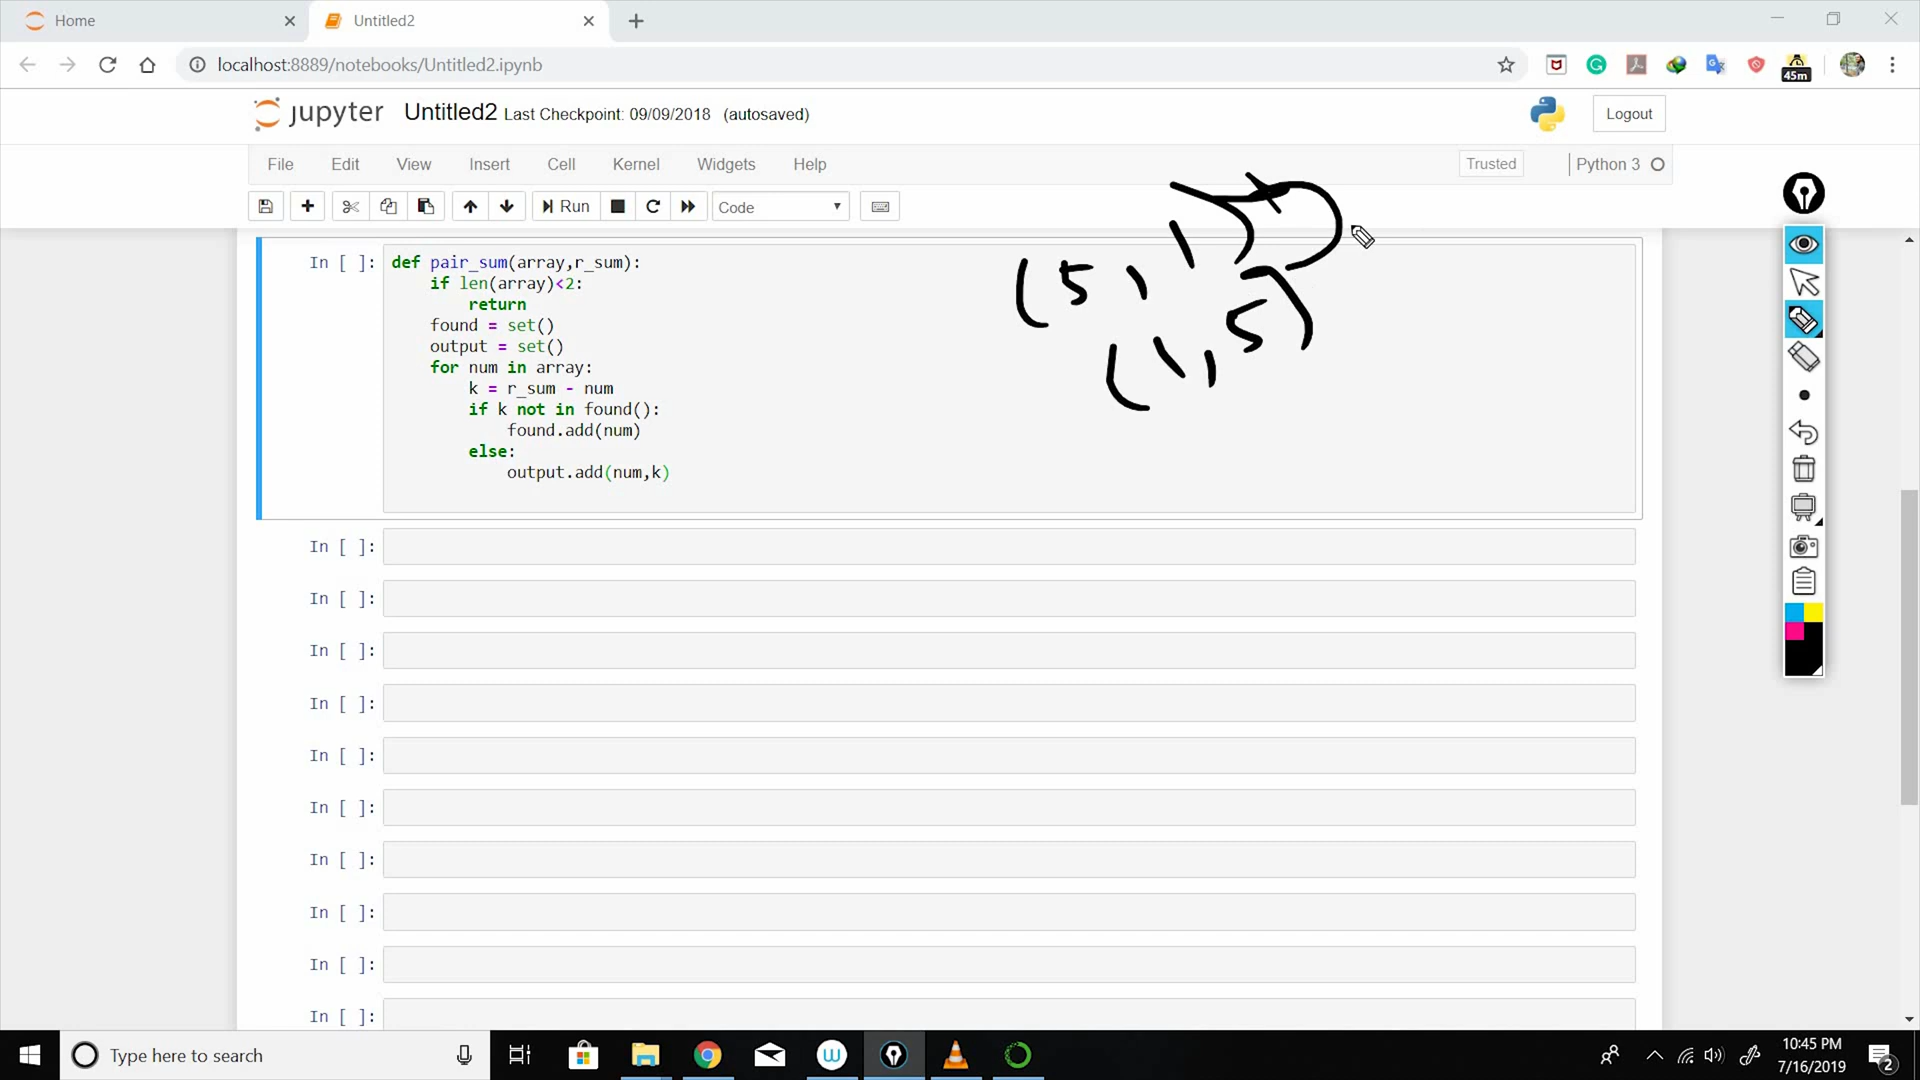 Home
Untitled2
localhost:8889/notebooks/Untitled2.ipynb
45m
jupyter Untitled2 Last Checkpoint: 09/09/2018 (autosaved)
Logout
File Edit View Insert Cell Kernel Widgets Help
Trusted
Python 3
Run
Code
In [ ]:
def pair_sum(array,r_sum):
    if len(array)<2:
        return
    found = set()
    output = set()
    for num in array:
        k = r_sum - num
        if k not in found():
            found.add(num)
        else:
            output.add(num,k)
(5, 1)
(1, 5)
In [ ]:
In [ ]:
In [ ]:
In [ ]:
In [ ]:
In [ ]:
In [ ]:
In [ ]:
In [ ]:
In [ ]:
Type here to search
10:45 PM
7/16/2019
2